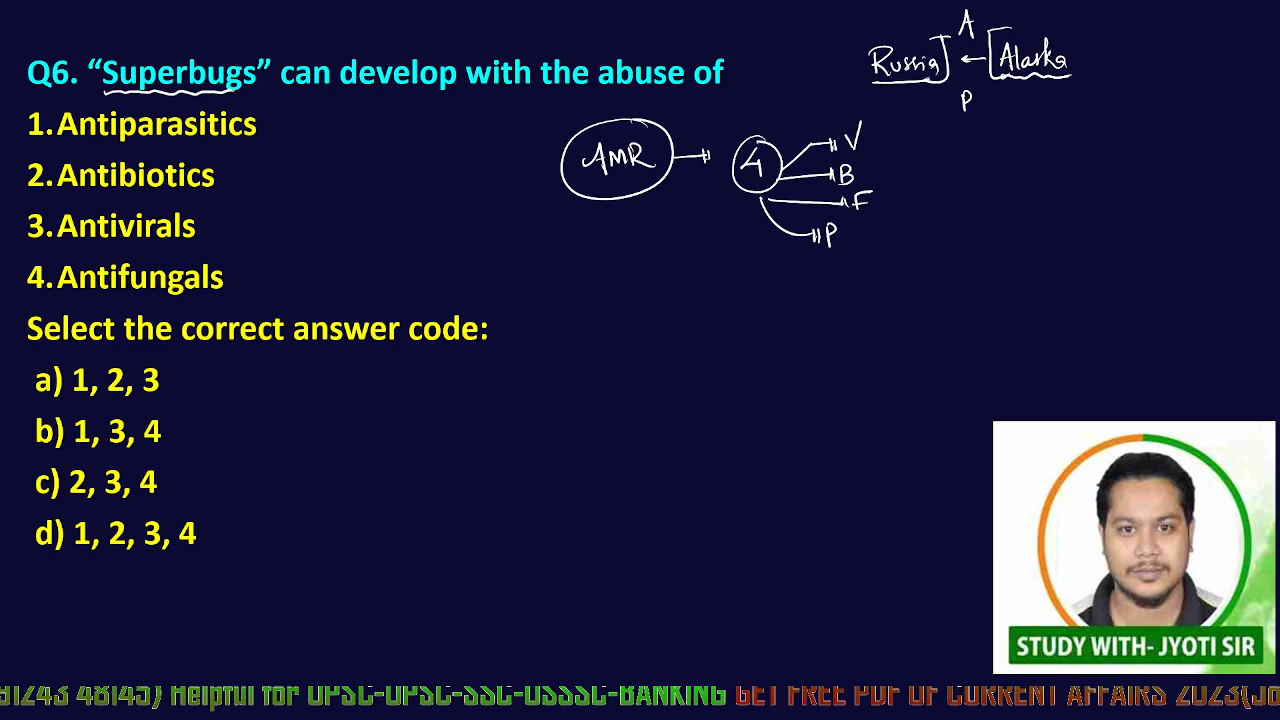 Q6. “Superbugs” can develop with the abuse of
1. Antiparasitics
2. Antibiotics
3. Antivirals
4. Antifungals
Select the correct answer code:
a) 1, 2, 3
b) 1, 3, 4
c) 2, 3, 4
d) 1, 2, 3, 4
A
Russia ← Alaska
P
AMR
4
V
B
F
P
STUDY WITH- JYOTI SIR
Helpful for UPSC-OPSC-SSC-OSSSC-BANKING GET FREE PDF OF CURRENT AFFAIRS 2023